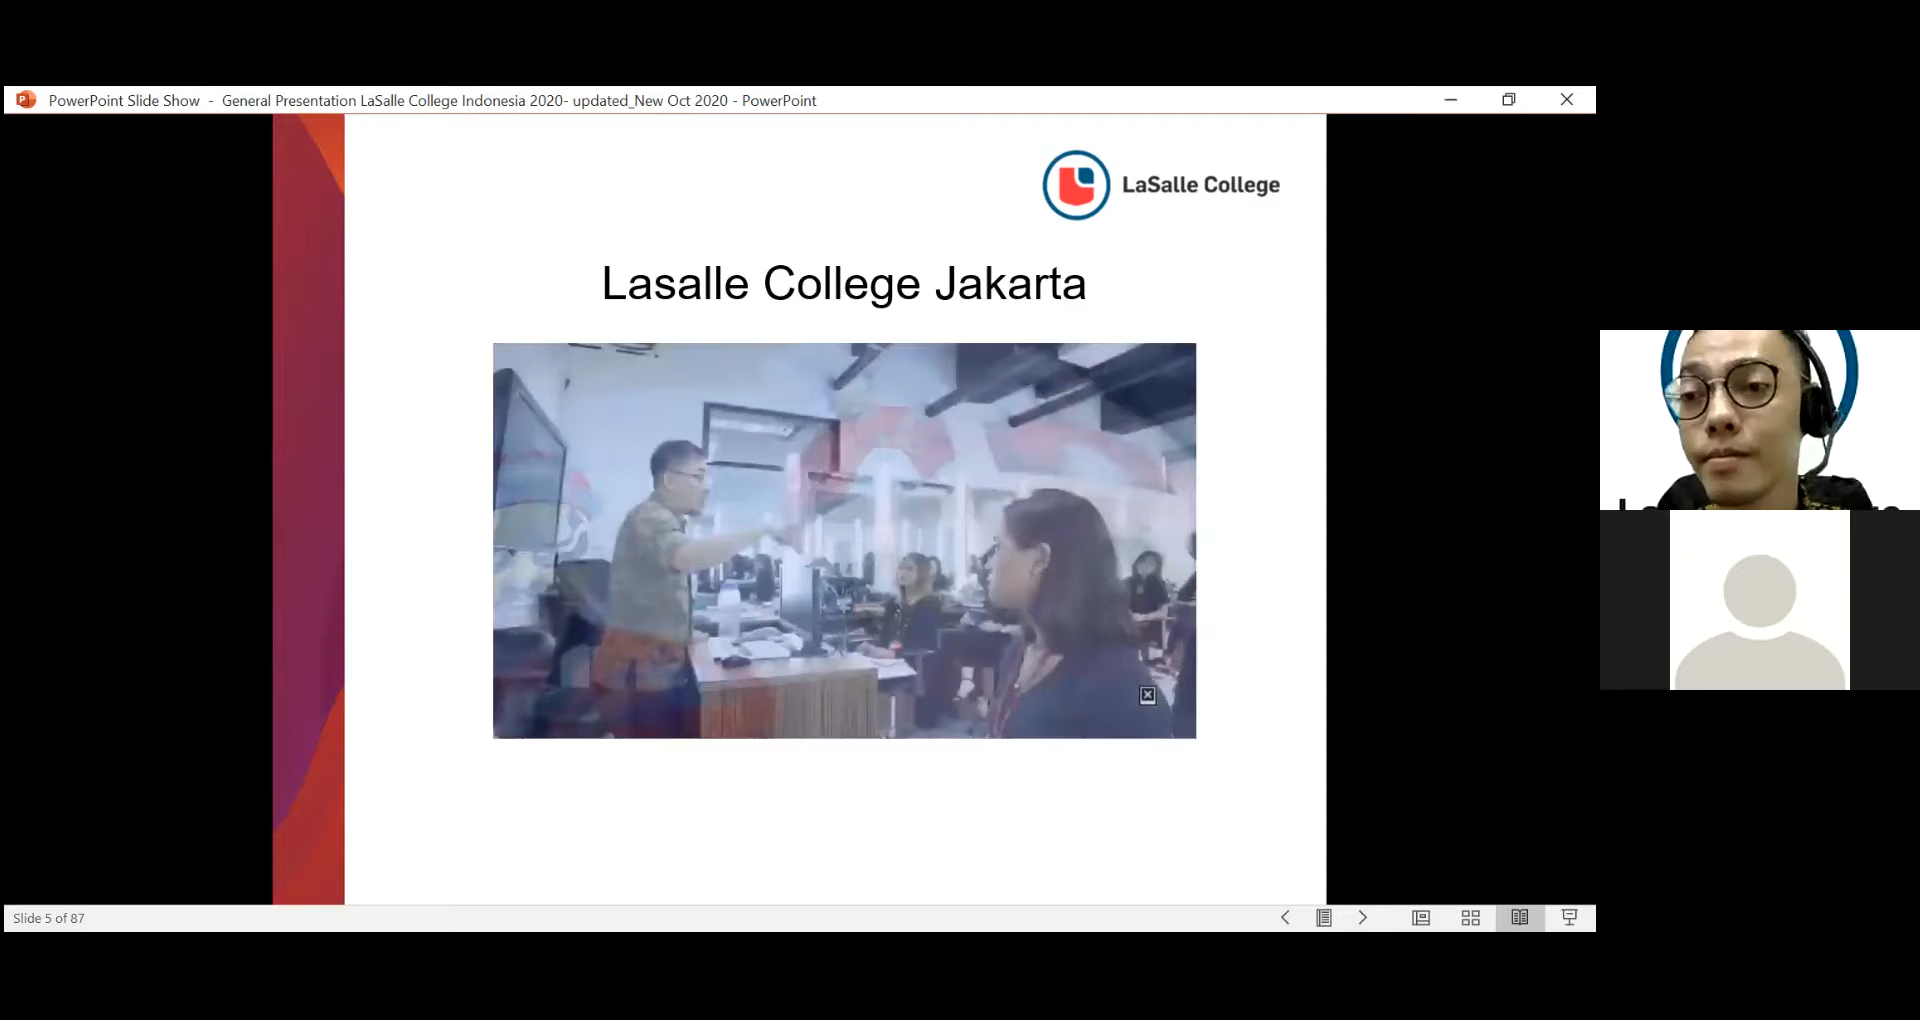 PowerPoint Slide Show - General Presentation LaSalle College Indonesia 2020- updated_New Oct 2020 - PowerPoint
LaSalle College
Lasalle College Jakarta
Slide 5 of 87